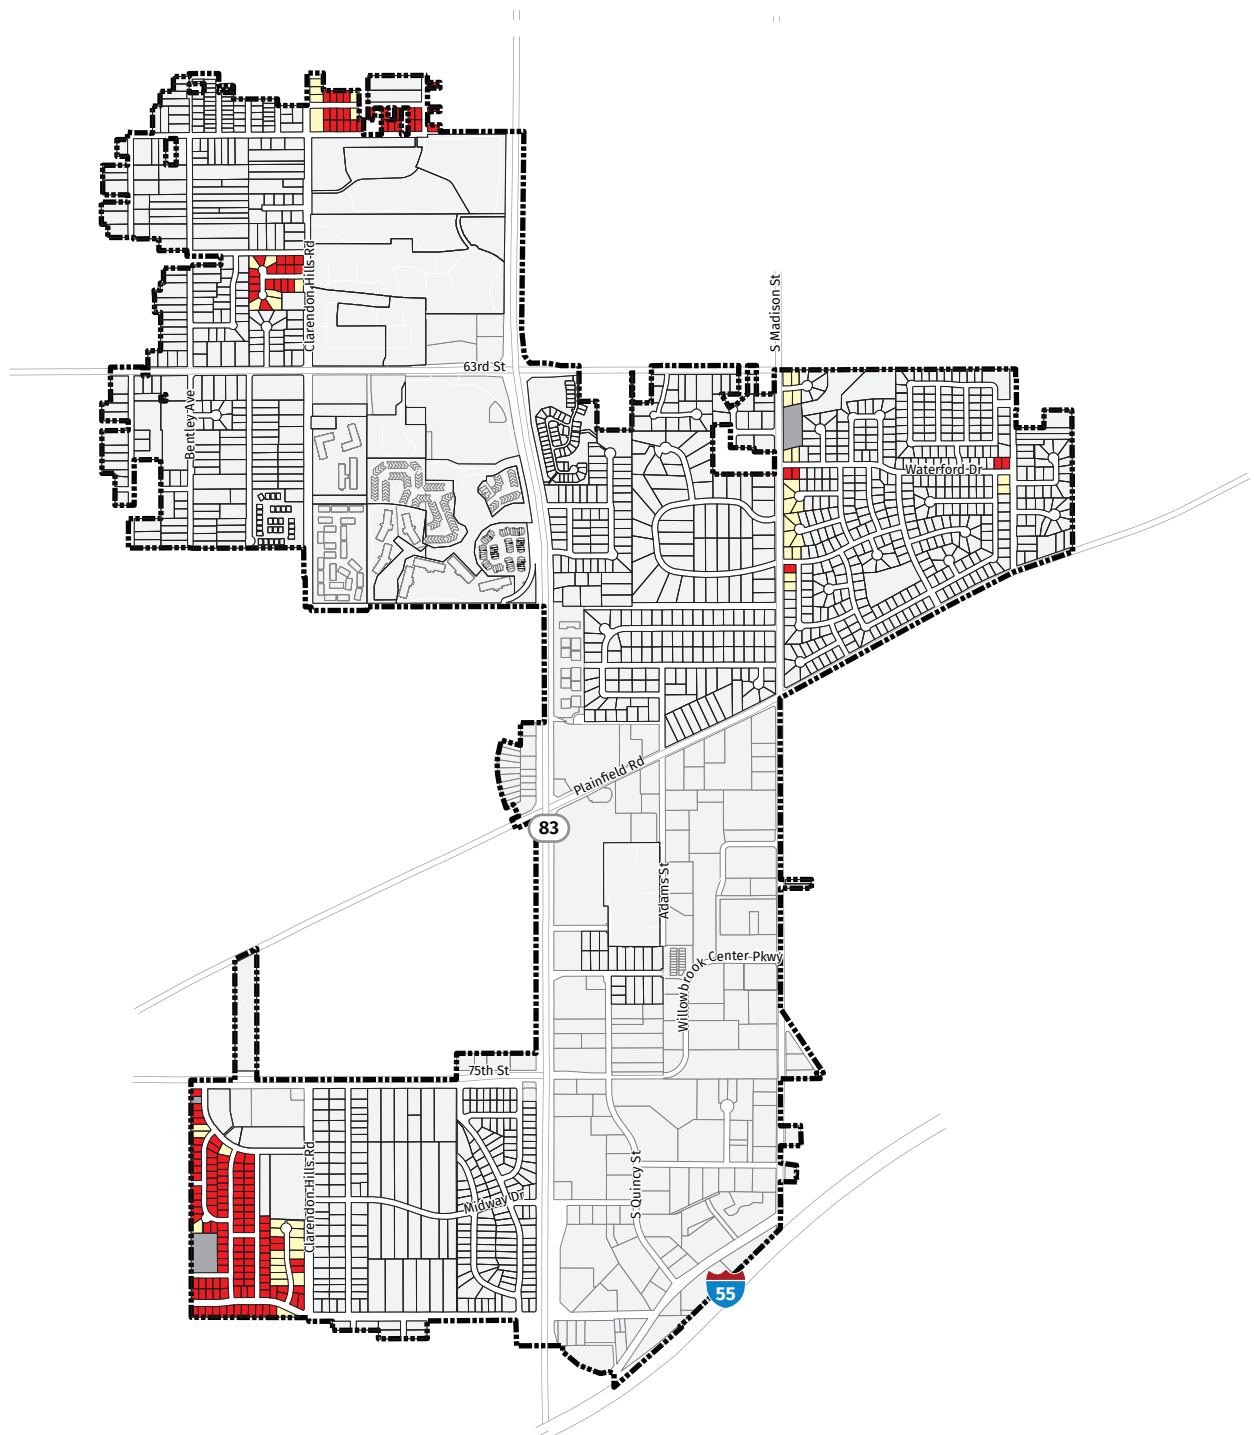 Clarendon Hills Rd
S Madison St
63rd St
Bentley Ave
Waterford Dr
Plainfield Rd
83
Adams St
Willowbrook Center Pkwy
75th St
Clarendon Hills Rd
S Quincy St
Midway Dr
55